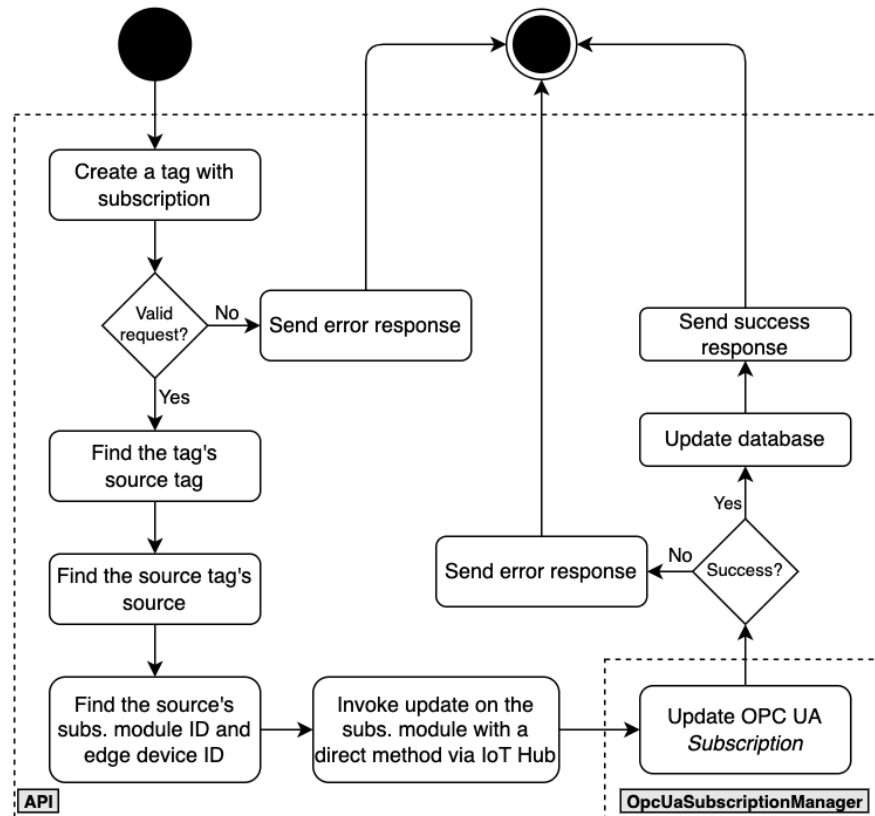 Create a tag with
subscription
Valid
request?
No
Send error response
Yes
Find the tag's
source tag
Find the source tag's
source
Find the source's
subs. module ID and
edge device ID
Invoke update on the
subs. module with a
direct method via IoT Hub
Update OPC UA
Subscription
Success?
No
Send error response
Yes
Update database
Send success
response
API
OpcUaSubscriptionManager